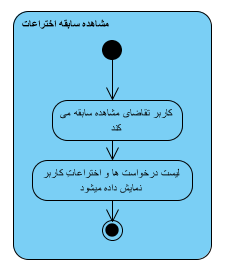 مشاهده سابقه اختراعات
کاربر تقاضای مشاهده سابقه می
کند
لیست درخواست ها و اختراعات کاربر
نمایش داده میشود